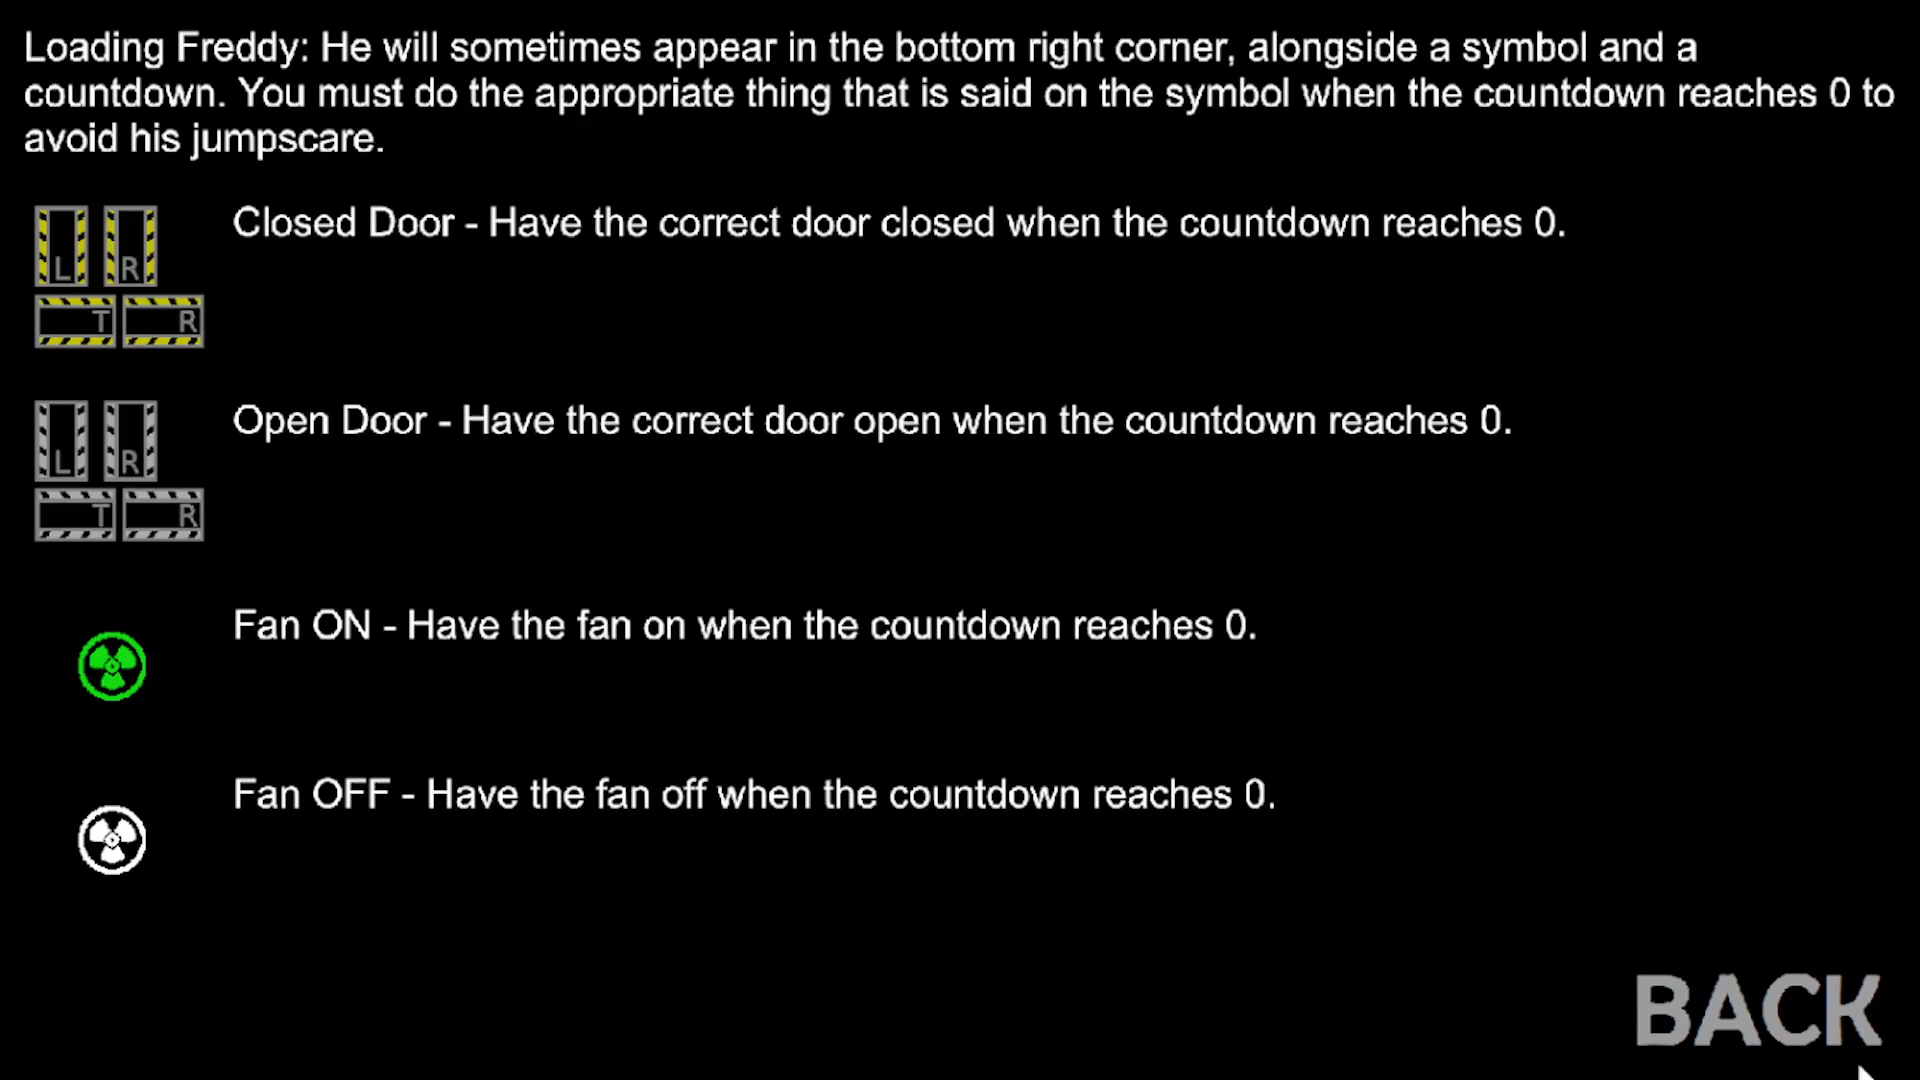 Loading Freddy: He will sometimes appear in the bottom right corner, alongside a symbol and a
countdown. You must do the appropriate thing that is said on the symbol when the countdown reaches 0 to
avoid his jumpscare.
L R
T R
Closed Door - Have the correct door closed when the countdown reaches 0.
L R
T R
Open Door - Have the correct door open when the countdown reaches 0.
Fan ON - Have the fan on when the countdown reaches 0.
Fan OFF - Have the fan off when the countdown reaches 0.
BACK